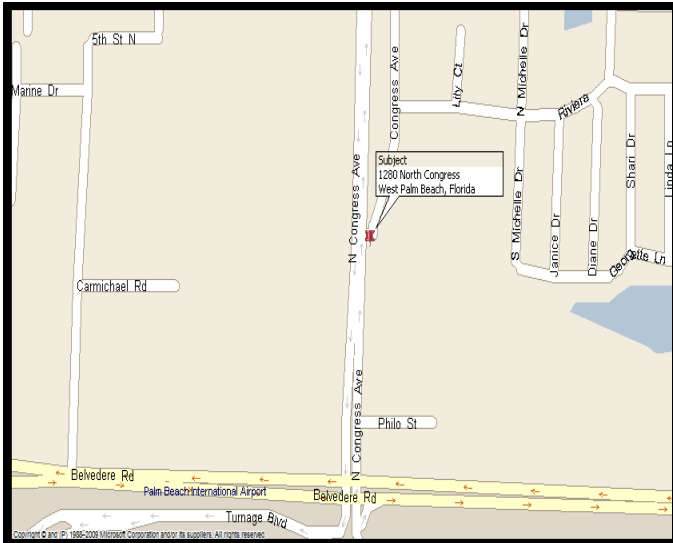 5th St N
Marine Dr
Congress Ave
Lily Ct
N Michelle Dr
Riviera
Shari Dr
Linda Ln
N Congress Ave
Subject
1280 North Congress
West Palm Beach, Florida
S Michelle Dr
Janice Dr
Diane Dr
Carmichael Rd
N Congress Ave
Philo St
Belvedere Rd
Palm Beach International Airport
Belvedere Rd
Turnage Blvd
Copyright © and (P) 1988–2009 Microsoft Corporation and/or its suppliers. All rights reserved.